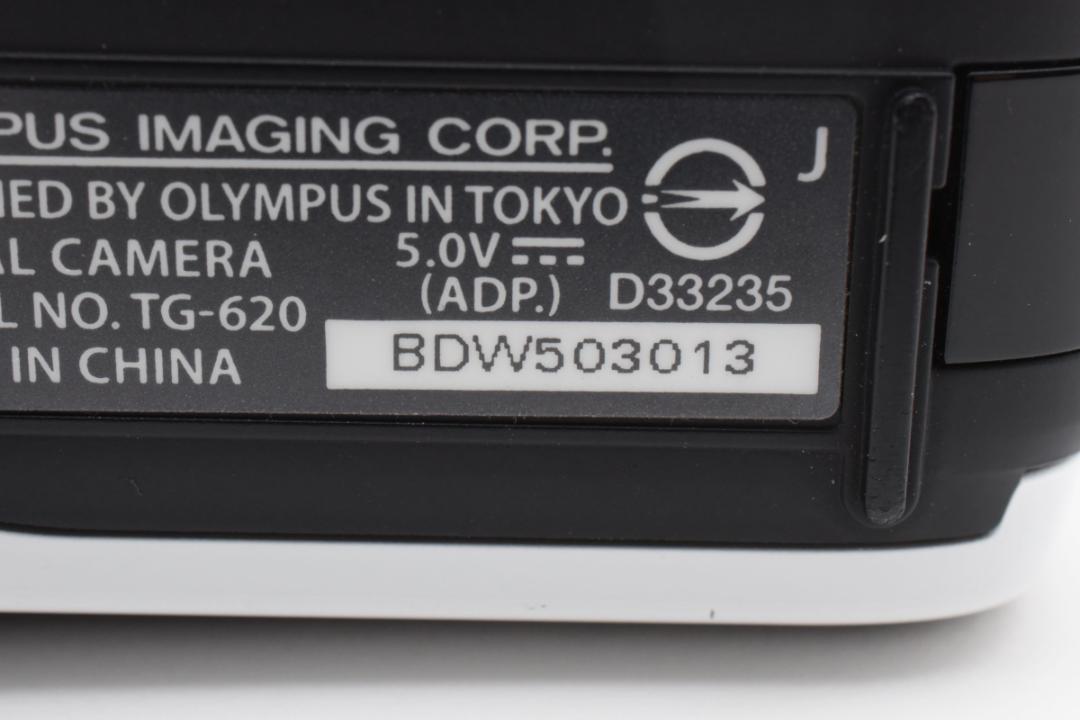 PUS IMAGING CORP.
NED BY OLYMPUS IN TOKYO
J
AL CAMERA
5.0V
L NO. TG-620
(ADP.) D33235
IN CHINA
BDW503013